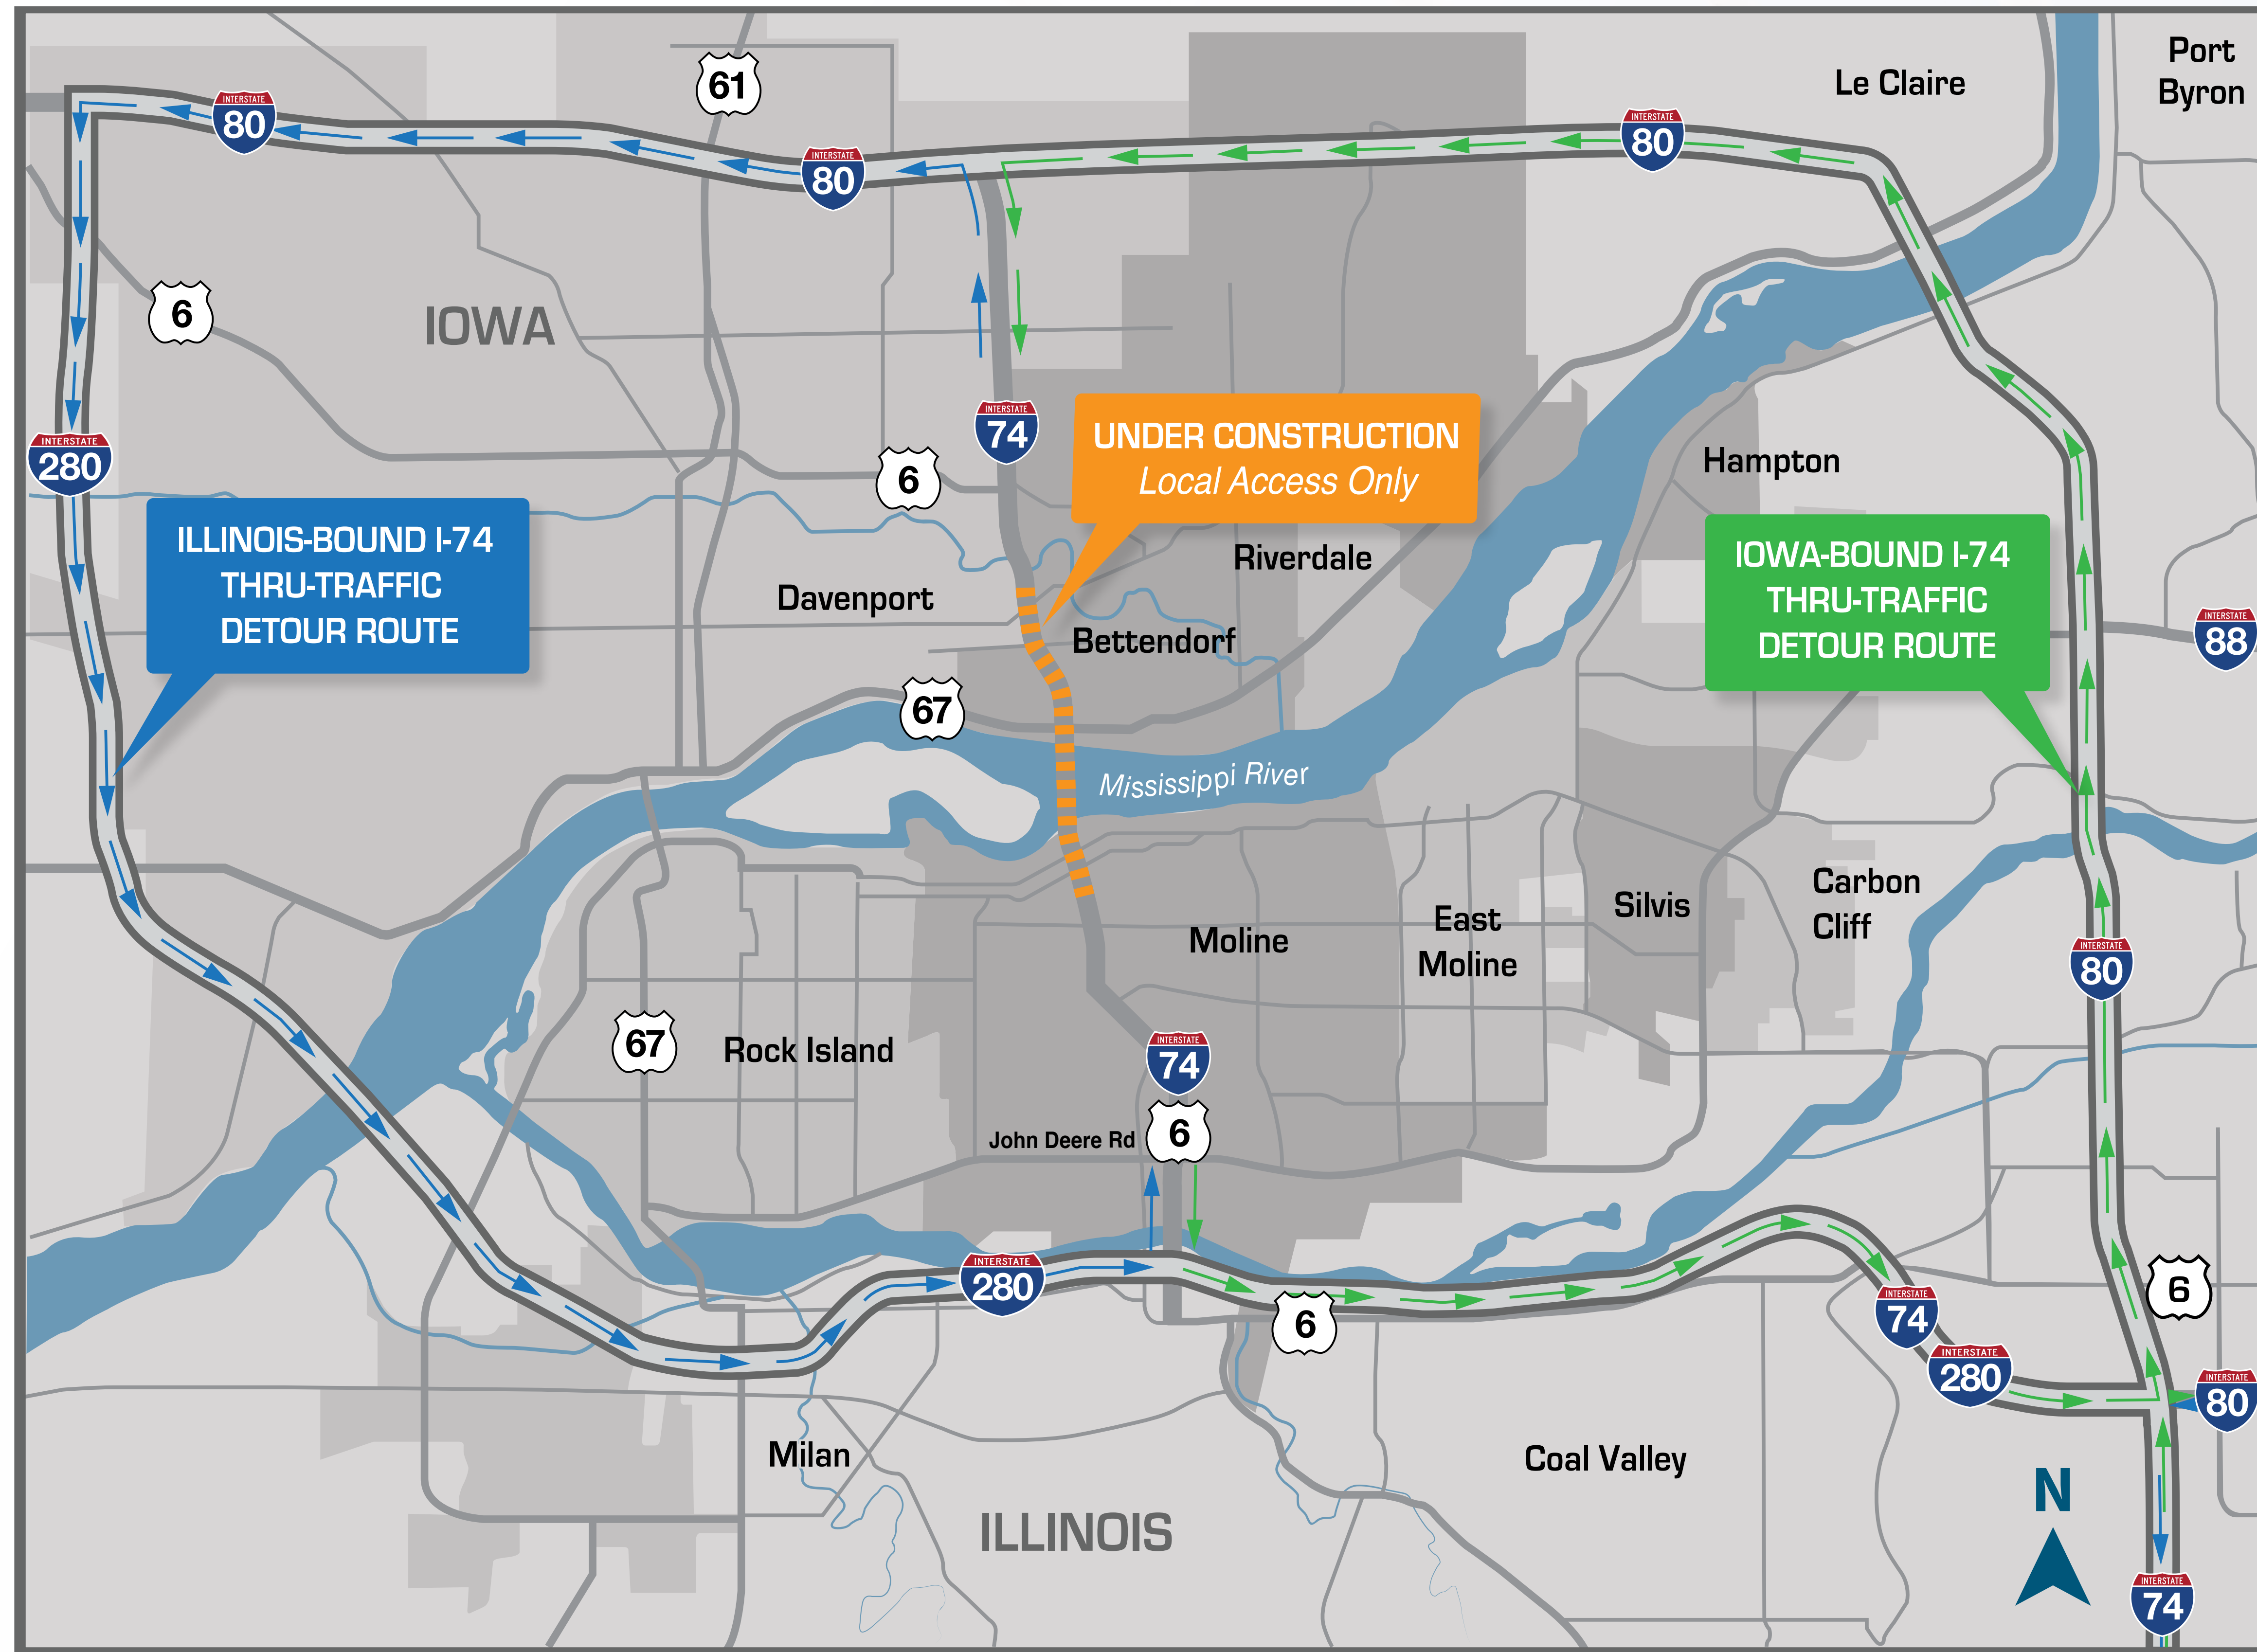 Port
Byron
Le Claire
61
INTERSTATE
80
INTERSTATE
80
INTERSTATE
80
6
IOWA
INTERSTATE
74
UNDER CONSTRUCTION
Local Access Only
INTERSTATE
280
6
Hampton
ILLINOIS-BOUND I-74
THRU-TRAFFIC
DETOUR ROUTE
IOWA-BOUND I-74
THRU-TRAFFIC
DETOUR ROUTE
Riverdale
Davenport
Bettendorf
INTERSTATE
88
67
Mississippi River
Carbon
Cliff
Silvis
East
Moline
Moline
INTERSTATE
80
67
Rock Island
INTERSTATE
74
John Deere Rd
6
INTERSTATE
280
6
6
INTERSTATE
74
INTERSTATE
280
INTERSTATE
80
Milan
Coal Valley
N
ILLINOIS
INTERSTATE
74